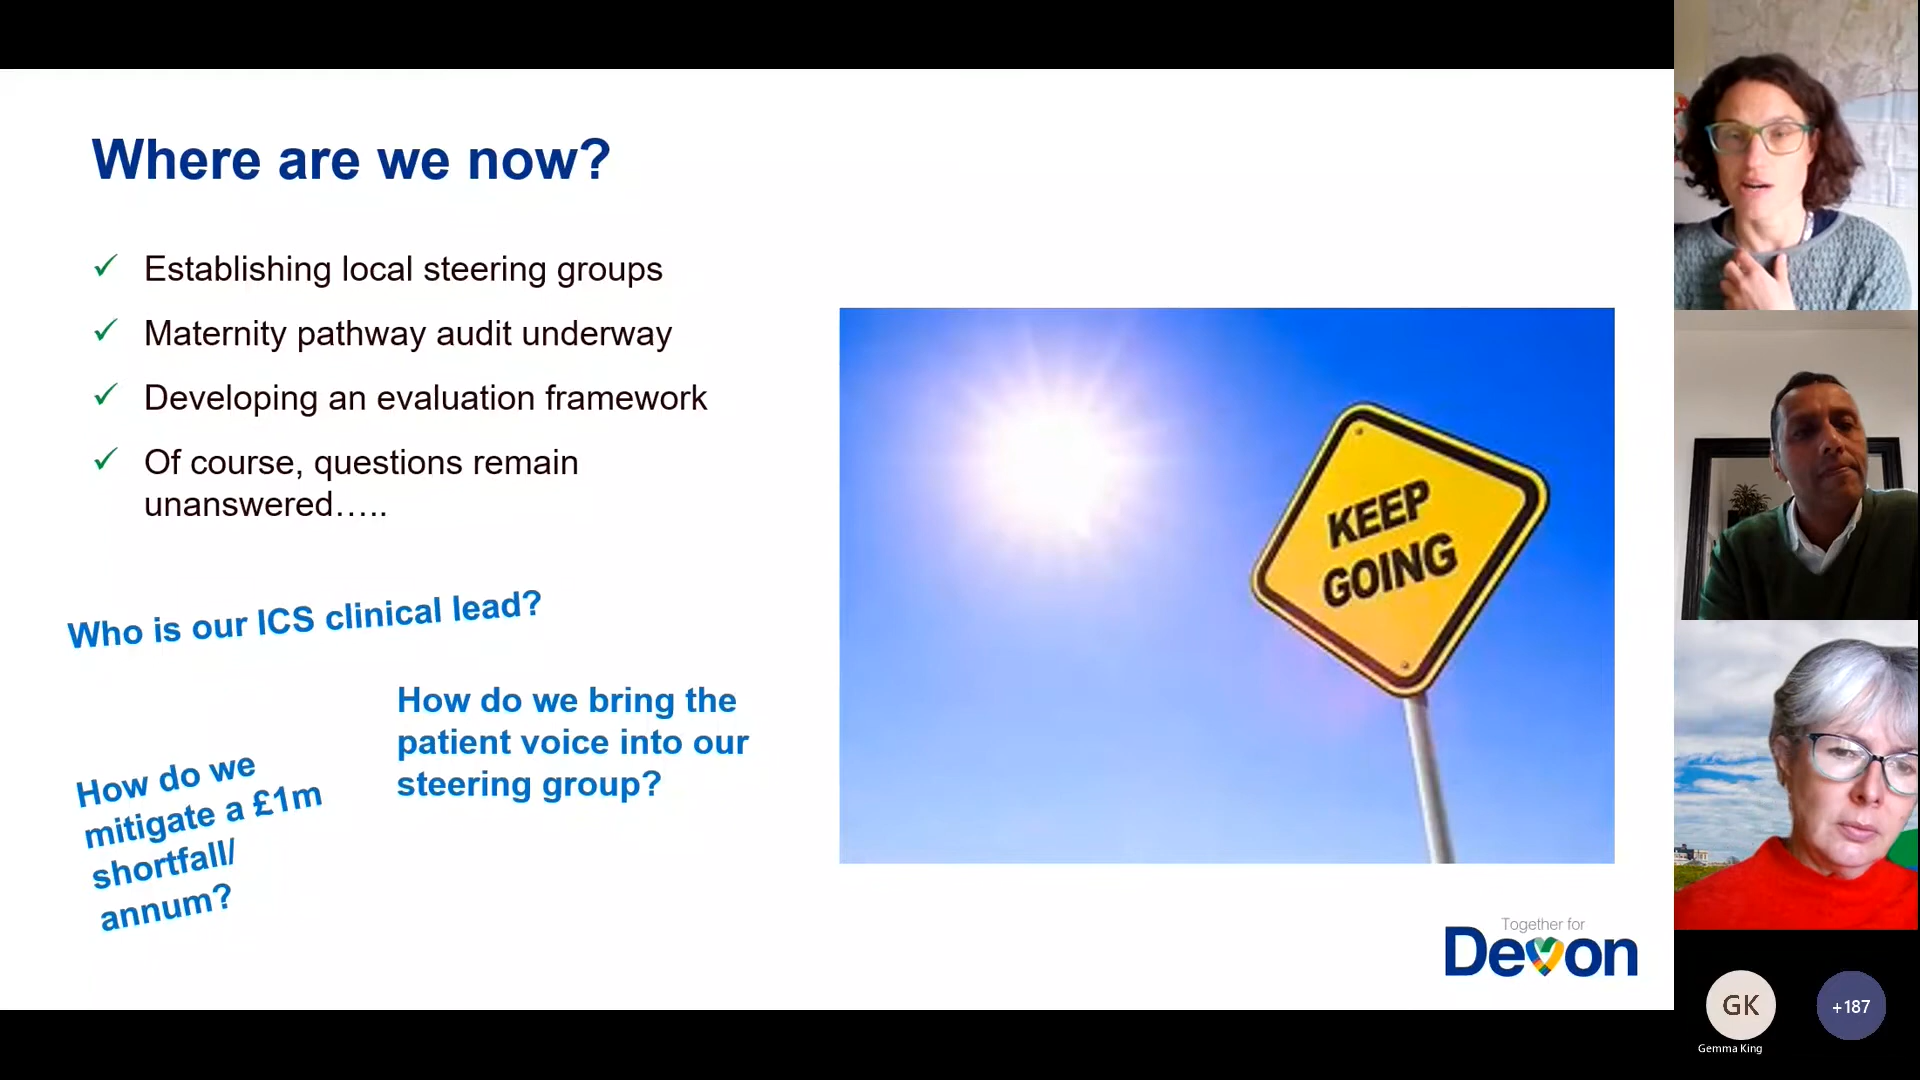 Where are we now?
✓ Establishing local steering groups
✓ Maternity pathway audit underway
✓ Developing an evaluation framework
✓ Of course, questions remain
unanswered…..
Who is our ICS clinical lead?
How do we bring the
patient voice into our
steering group?
How do we
mitigate a £1m
shortfall/
annum?
KEEP
GOING
Together for
Devon
GK
Gemma King
+187